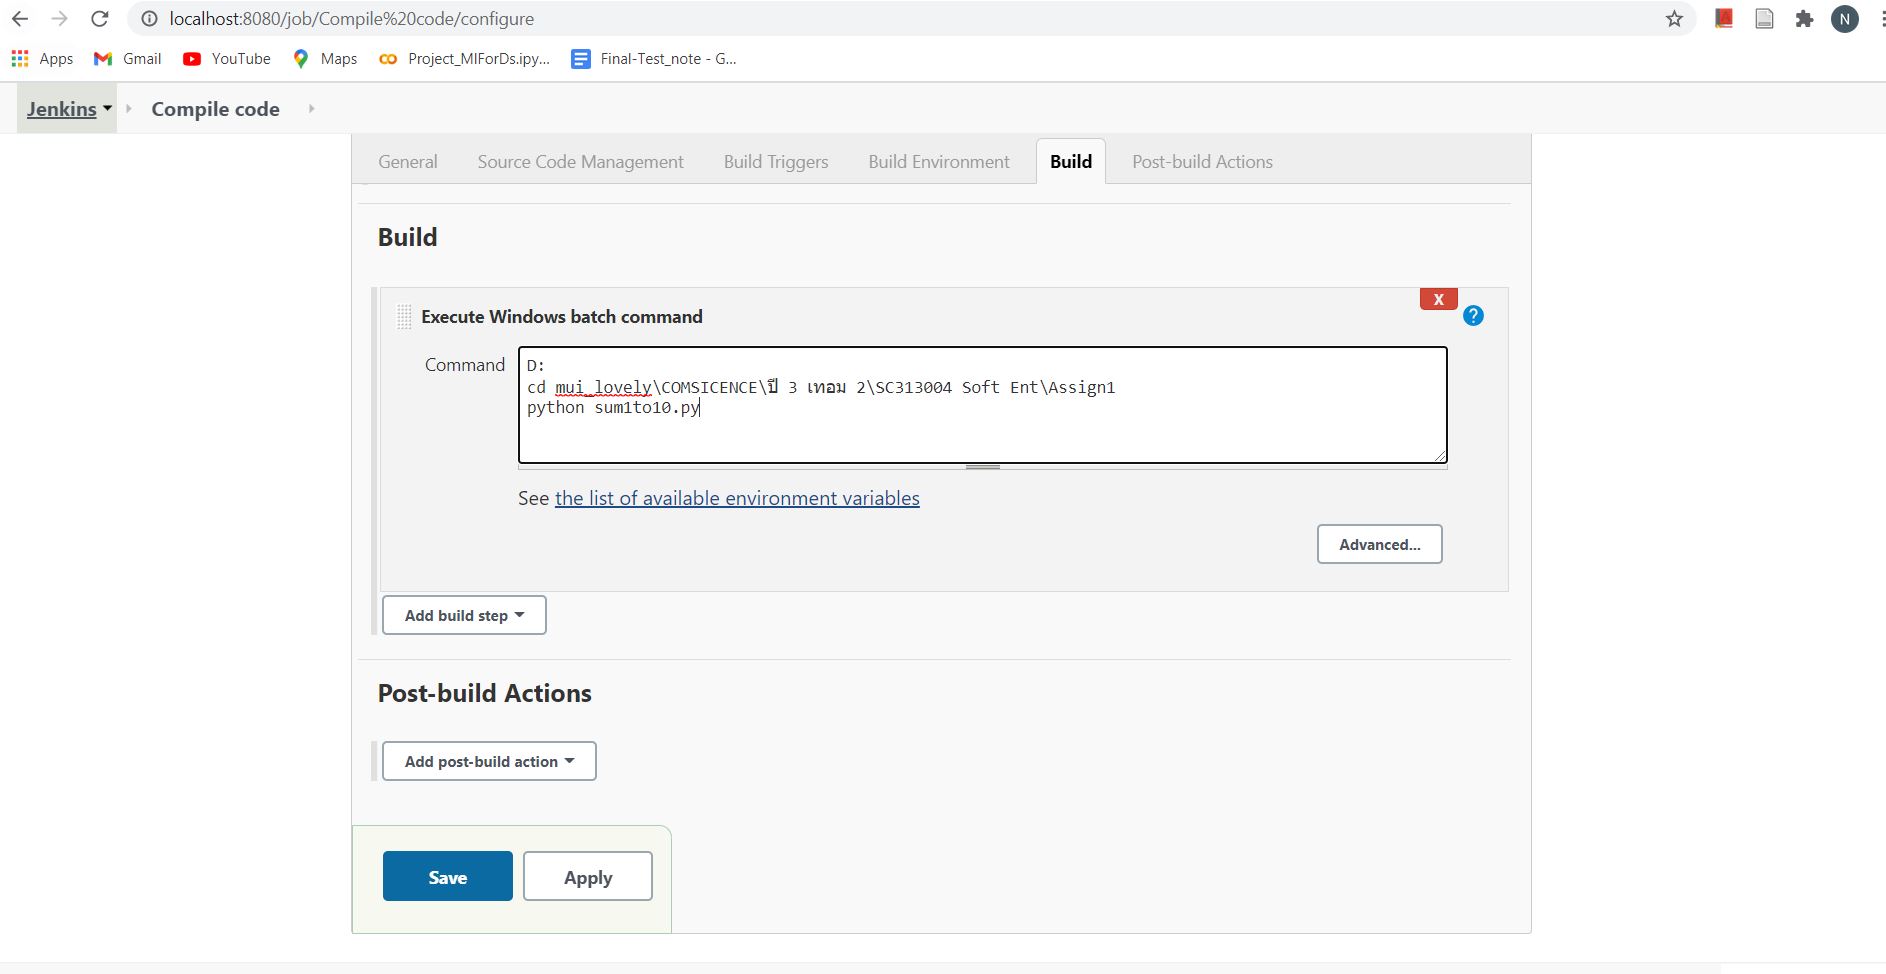 localhost:8080/job/Compile%20code/configure
N
Apps Gmail YouTube Maps Project_MIForDs.ipy... Final-Test_note - G...
Jenkins Compile code
General Source Code Management Build Triggers Build Environment Build Post-build Actions
Build
X
Execute Windows batch command
?
Command
D:
cd mui_lovely\COMSICENCE\ปี 3 เทอม 2\SC313004 Soft Ent\Assign1
python sum1to10.py
See the list of available environment variables
Advanced...
Add build step
Post-build Actions
Add post-build action
Save Apply